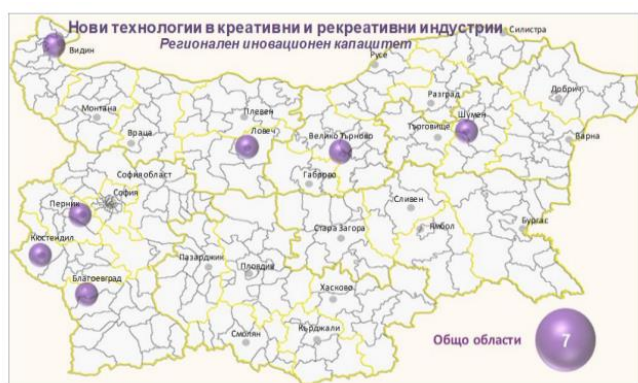 Нови технологии в креативни и рекреативни индустрии
Регионален иновационен капацитет
Силистра
Видин
Русе
Разград
Добрич
Монтана
Плевен
Шумен
Враца
Ловеч
Велико Търново
Търговище
Варна
Габрово
София област
София
Перник
Сливен
Кюстендил
Стара Загора
Ямбол
Бургас
Пазарджик
Пловдив
Благоевград
Хасково
Смолян
Кърджали
Общо области
7